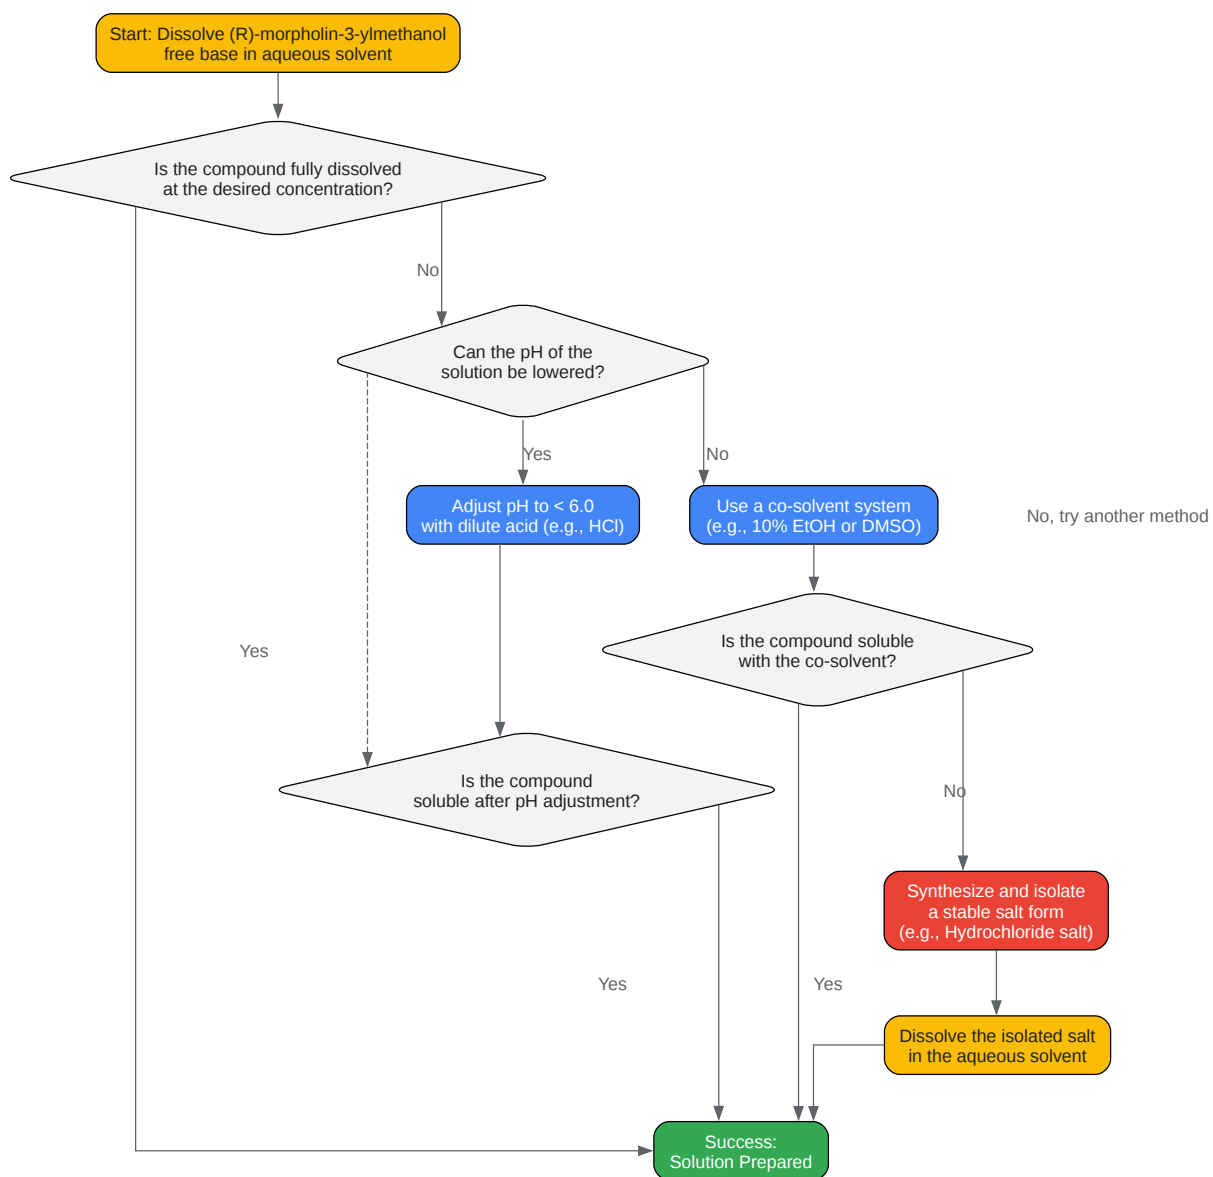 Start: Dissolve (R)-morpholin-3-ylmethanol
free base in aqueous solvent
Is the compound fully dissolved
at the desired concentration?
No
Can the pH of the
solution be lowered?
Yes
No
Adjust pH to < 6.0
with dilute acid (e.g., HCl)
Use a co-solvent system
(e.g., 10% EtOH or DMSO)
No, try another method
Yes
Is the compound soluble
with the co-solvent?
Is the compound
soluble after pH adjustment?
No
Synthesize and isolate
a stable salt form
(e.g., Hydrochloride salt)
Yes
Yes
Dissolve the isolated salt
in the aqueous solvent
Success:
Solution Prepared